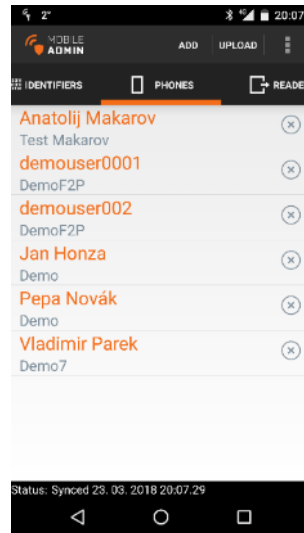 2° 4G 20:07
MOBILE
ADMIN
ADD UPLOAD
IDENTIFIERS PHONES READE
Anatolij Makarov
Test Makarov
demouser0001
DemoF2P
demouser002
DemoF2P
Jan Honza
Demo
Pepa Novák
Demo
Vladimir Parek
Demo7
Status: Synced 23. 03. 2018 20:07.29